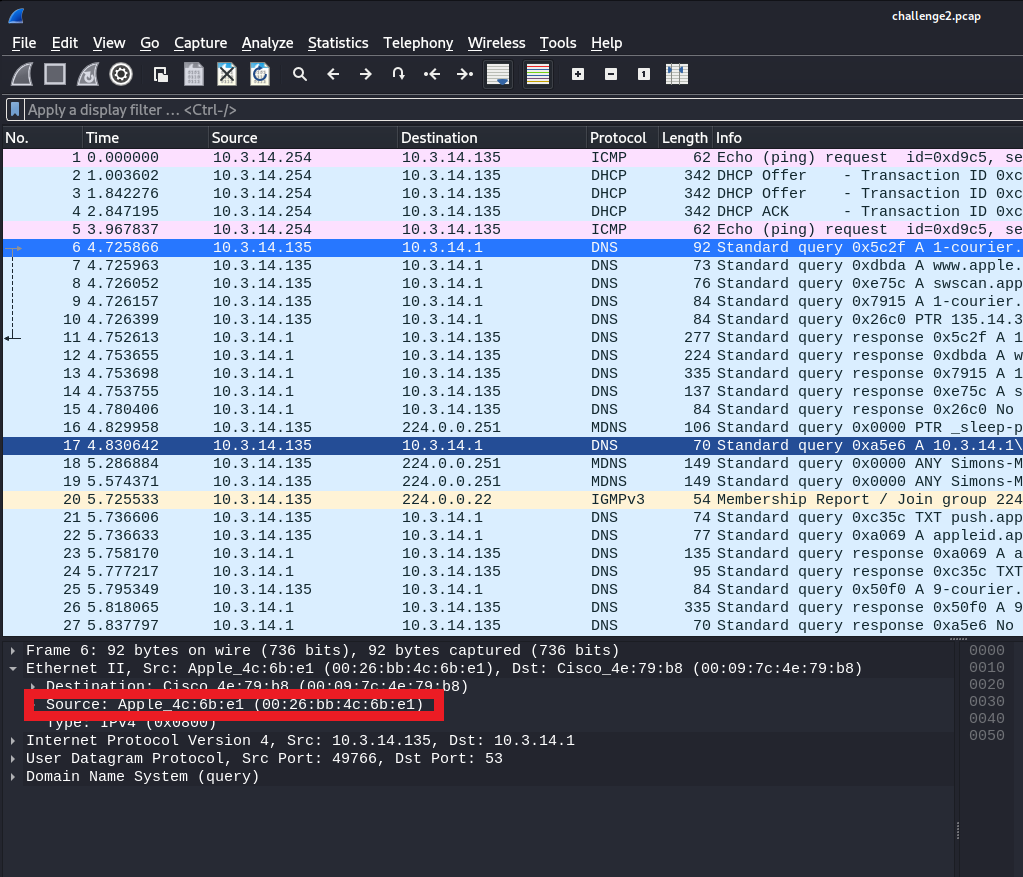 challenge2.pcap
File Edit View Go Capture Analyze Statistics Telephony Wireless Tools Help
Apply a display filter … <Ctrl-/>
No. Time Source Destination Protocol Length Info
1 0.000000 10.3.14.254 10.3.14.135 ICMP 62 Echo (ping) request id=0xd9c5, se
2 1.003602 10.3.14.254 10.3.14.135 DHCP 342 DHCP Offer - Transaction ID 0xc
3 1.842276 10.3.14.254 10.3.14.135 DHCP 342 DHCP Offer - Transaction ID 0xc
4 2.847195 10.3.14.254 10.3.14.135 DHCP 342 DHCP ACK - Transaction ID 0xc
5 3.967837 10.3.14.254 10.3.14.135 ICMP 62 Echo (ping) request id=0xd9c5, se
6 4.725866 10.3.14.135 10.3.14.1 DNS 92 Standard query 0x5c2f A 1-courier.
7 4.725963 10.3.14.135 10.3.14.1 DNS 73 Standard query 0xdbda A www.apple.
8 4.726052 10.3.14.135 10.3.14.1 DNS 76 Standard query 0xe75c A swscan.app
9 4.726157 10.3.14.135 10.3.14.1 DNS 84 Standard query 0x7915 A 1-courier.
10 4.726399 10.3.14.135 10.3.14.1 DNS 84 Standard query 0x26c0 PTR 135.14.3
11 4.752613 10.3.14.1 10.3.14.135 DNS 277 Standard query response 0x5c2f A 1
12 4.753655 10.3.14.1 10.3.14.135 DNS 224 Standard query response 0xdbda A w
13 4.753698 10.3.14.1 10.3.14.135 DNS 335 Standard query response 0x7915 A 1
14 4.753755 10.3.14.1 10.3.14.135 DNS 137 Standard query response 0xe75c A s
15 4.780406 10.3.14.1 10.3.14.135 DNS 84 Standard query response 0x26c0 No
16 4.829958 10.3.14.135 224.0.0.251 MDNS 106 Standard query 0x0000 PTR _sleep-p
17 4.830642 10.3.14.135 10.3.14.1 DNS 70 Standard query 0xa5e6 A 10.3.14.1\
18 5.286884 10.3.14.135 224.0.0.251 MDNS 149 Standard query 0x0000 ANY Simons-M
19 5.574371 10.3.14.135 224.0.0.251 MDNS 149 Standard query 0x0000 ANY Simons-M
20 5.725533 10.3.14.135 224.0.0.22 IGMPv3 54 Membership Report / Join group 224
21 5.736606 10.3.14.135 10.3.14.1 DNS 74 Standard query 0xc35c TXT push.app
22 5.736633 10.3.14.135 10.3.14.1 DNS 77 Standard query 0xa069 A appleid.ap
23 5.758170 10.3.14.1 10.3.14.135 DNS 135 Standard query response 0xa069 A a
24 5.777217 10.3.14.1 10.3.14.135 DNS 95 Standard query response 0xc35c TXT
25 5.795349 10.3.14.135 10.3.14.1 DNS 84 Standard query 0x50f0 A 9-courier.
26 5.818065 10.3.14.1 10.3.14.135 DNS 335 Standard query response 0x50f0 A 9
27 5.837797 10.3.14.1 10.3.14.135 DNS 70 Standard query response 0xa5e6 No
Frame 6: 92 bytes on wire (736 bits), 92 bytes captured (736 bits) 0000
Ethernet II, Src: Apple_4c:6b:e1 (00:26:bb:4c:6b:e1), Dst: Cisco_4e:79:b8 (00:09:7c:4e:79:b8) 0010
Destination: Cisco_4e:79:b8 (00:09:7c:4e:79:b8) 0020
Source: Apple_4c:6b:e1 (00:26:bb:4c:6b:e1) 0030
Type: IPv4 (0x0800) 0040
Internet Protocol Version 4, Src: 10.3.14.135, Dst: 10.3.14.1 0050
User Datagram Protocol, Src Port: 49766, Dst Port: 53
Domain Name System (query)